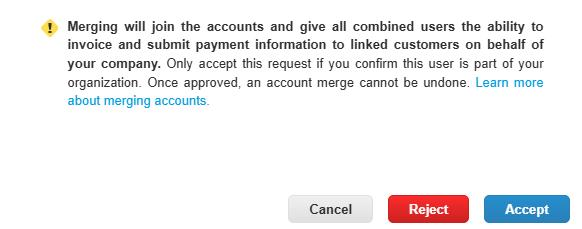 Merging will join the accounts and give all combined users the ability to
invoice and submit payment information to linked customers on behalf of
your company. Only accept this request if you confirm this user is part of your
organization. Once approved, an account merge cannot be undone. Learn more
about merging accounts.
Cancel Reject Accept